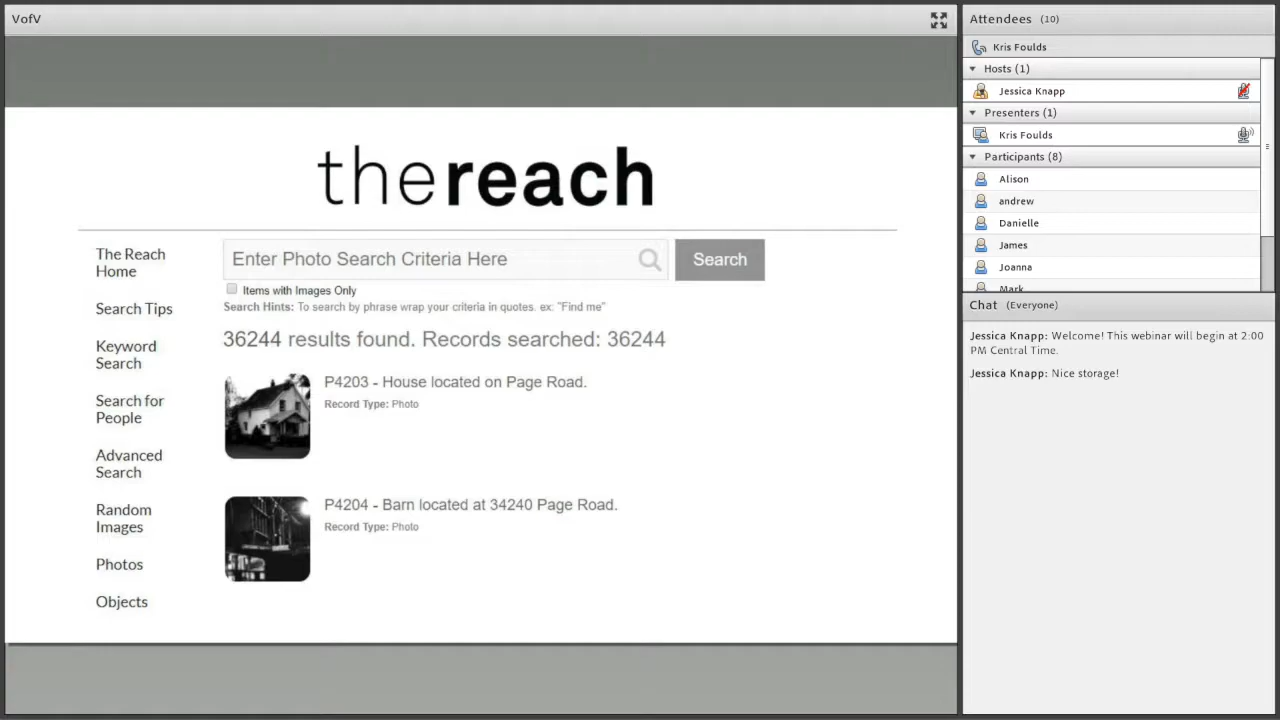 VofV
thereach
The Reach
Home
Search Tips
Keyword
Search
Search for
People
Advanced
Search
Random
Images
Photos
Objects
Enter Photo Search Criteria Here
Search
Items with Images Only
Search Hints: To search by phrase wrap your criteria in quotes. ex: "Find me"
36244 results found. Records searched: 36244
P4203 - House located on Page Road.
Record Type: Photo
P4204 - Barn located at 34240 Page Road.
Record Type: Photo
Attendees (10)
Kris Foulds
Hosts (1)
Jessica Knapp
Presenters (1)
Kris Foulds
Participants (8)
Alison
andrew
Danielle
James
Joanna
Mark
Chat (Everyone)
Jessica Knapp: Welcome! This webinar will begin at 2:00
PM Central Time.
Jessica Knapp: Nice storage!